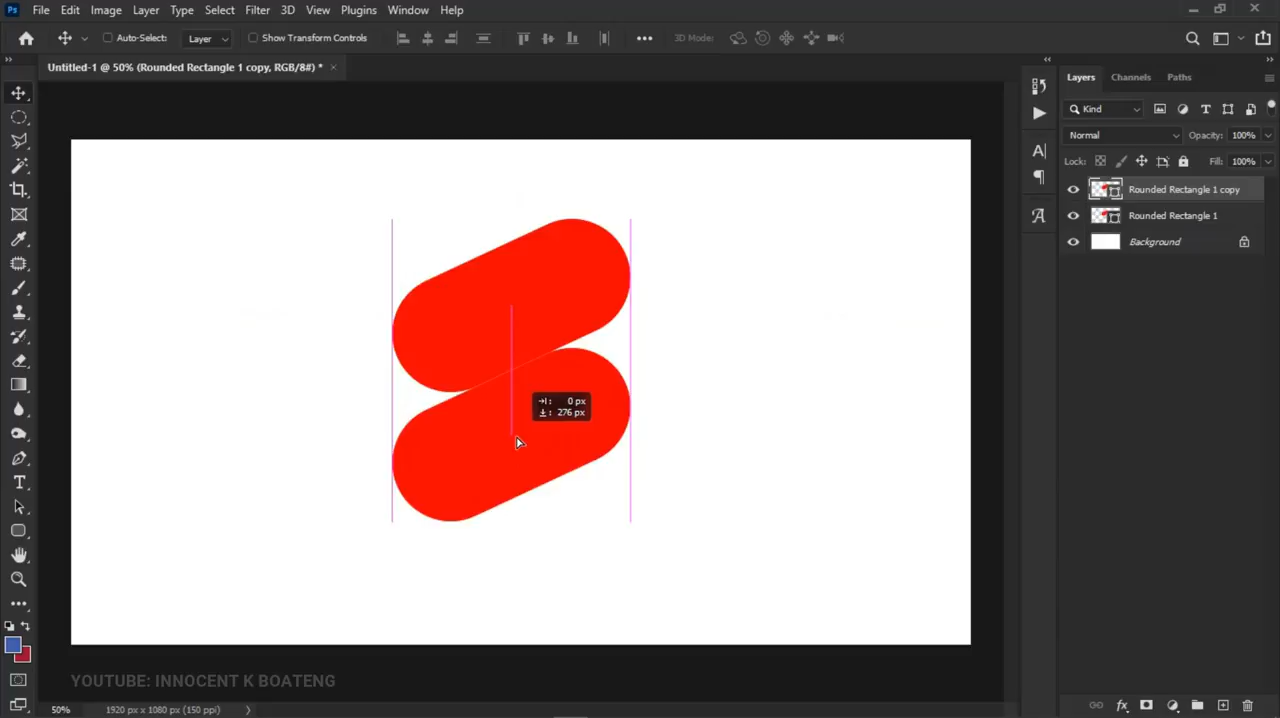 Ps File Edit Image Layer Type Select Filter 3D View Plugins Window Help
Auto-Select: Layer Show Transform Controls 3D Mode:
Untitled-1 @ 50% (Rounded Rectangle 1 copy, RGB/8#) * ×
Layers Channels Paths
Kind
Normal Opacity: 100%
Lock: Fill: 100%
Rounded Rectangle 1 copy
Rounded Rectangle 1
Background
0 px
276 px
YOUTUBE: INNOCENT K BOATENG
50% 1920 px x 1080 px (150 ppi)